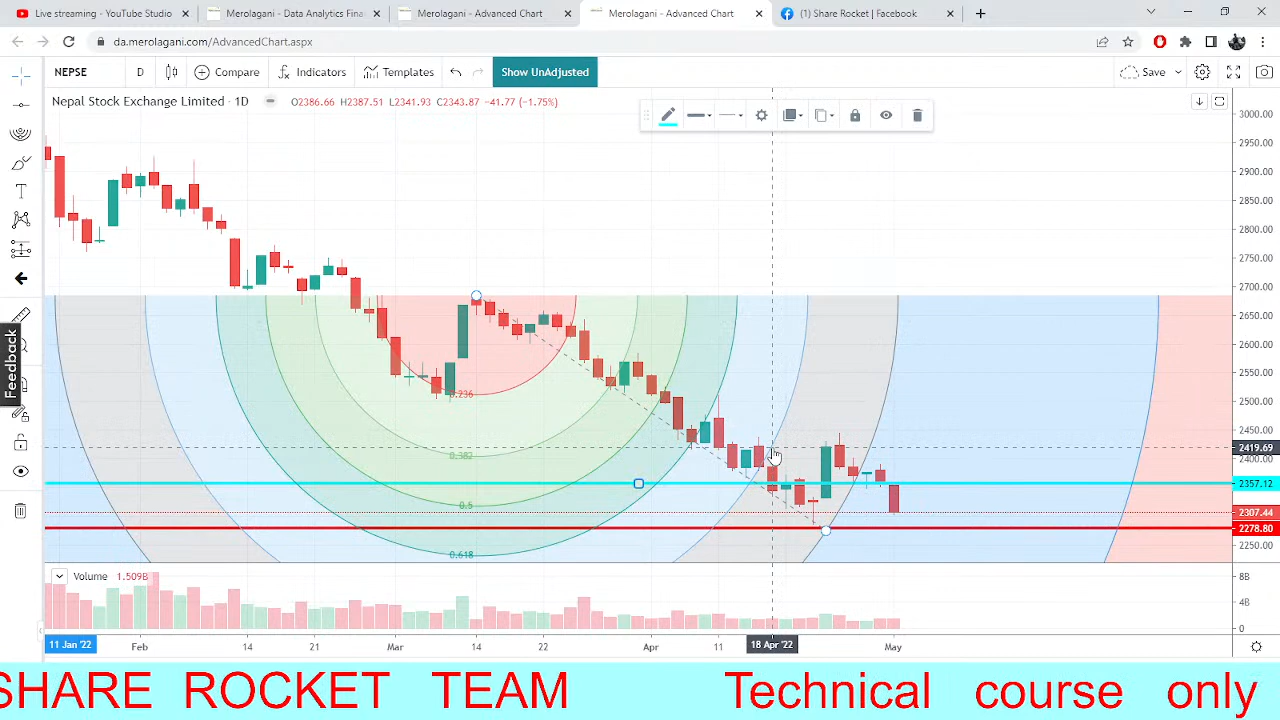 Live streams - YouTube Studio
Merolagani - Data Analytics Fina
Merolagani - Advanced Chart
Merolagani - Advanced Chart
(1) Share Rocket | Facebook
da.merolagani.com/AdvancedChart.aspx
NEPSE D Compare Indicators Templates Show UnAdjusted Save
Nepal Stock Exchange Limited · 1D O2386.66 H2387.51 L2341.93 C2343.87 −41.77 (−1.75%)
3000.00
2950.00
2900.00
2850.00
2800.00
2750.00
2700.00
2650.00
2600.00
2550.00
2500.00
2450.00
2419.69
2400.00
2357.12
2307.44
2278.80
2250.00
0.236
0.382
0.5
0.618
Feedback
Volume 1.509B
8B
4B
0
11 Jan '22 Feb 14 21 Mar 14 22 Apr 11 18 Apr '22 May
SHARE ROCKET TEAM Technical course only